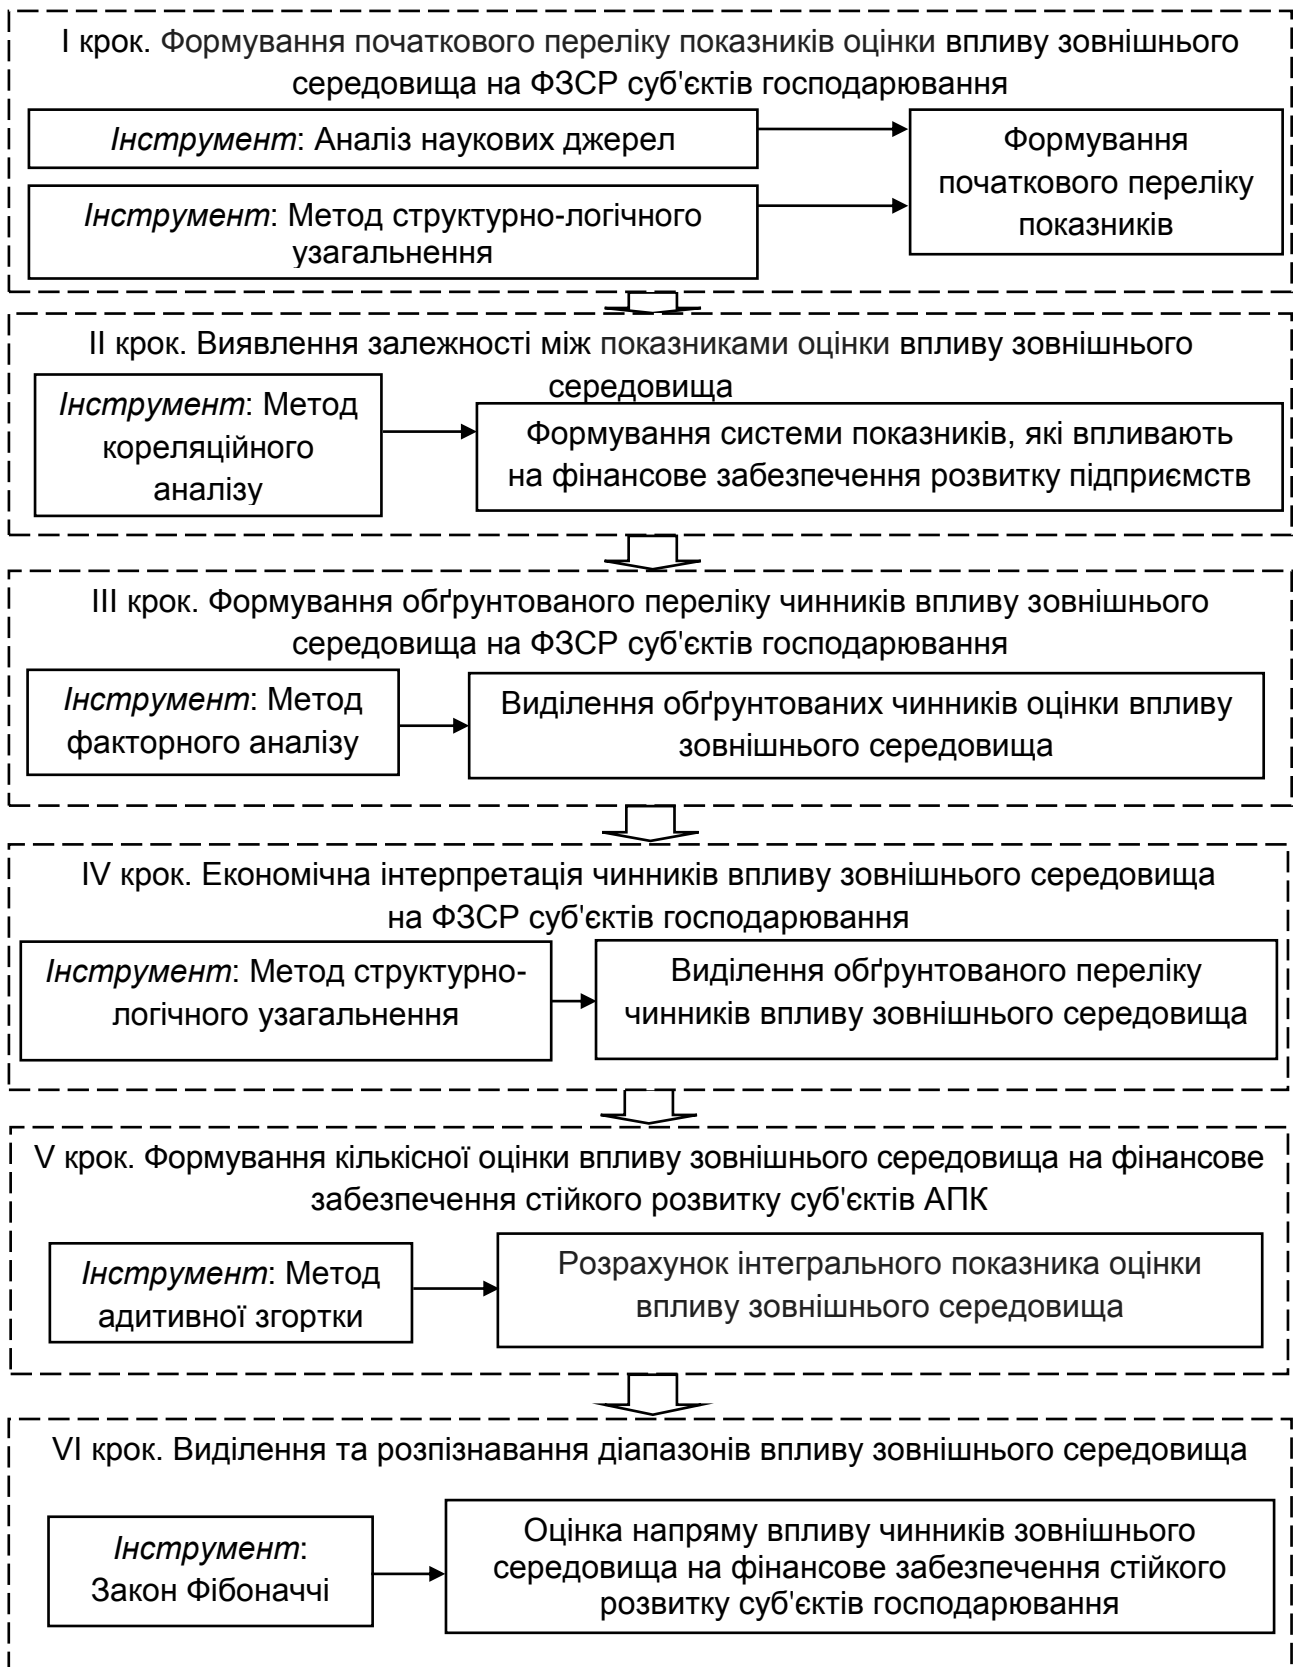 І крок. Формування початкового переліку показників оцінки впливу зовнішнього
середовища на ФЗСР суб'єктів господарювання
Інструмент: Аналіз наукових джерел
Інструмент: Метод структурно-логічного
узагальнення
Формування
початкового переліку
показників
ІІ крок. Виявлення залежності між показниками оцінки впливу зовнішнього
середовища
Інструмент: Метод
кореляційного
аналізу
Формування системи показників, які впливають
на фінансове забезпечення розвитку підприємств
ІІІ крок. Формування обґрунтованого переліку чинників впливу зовнішнього
середовища на ФЗСР суб'єктів господарювання
Інструмент: Метод
факторного аналізу
Виділення обґрунтованих чинників оцінки впливу
зовнішнього середовища
IV крок. Економічна інтерпретація чинників впливу зовнішнього середовища
на ФЗСР суб'єктів господарювання
Інструмент: Метод структурно-
логічного узагальнення
Виділення обґрунтованого переліку
чинників впливу зовнішнього середовища
V крок. Формування кількісної оцінки впливу зовнішнього середовища на фінансове
забезпечення стійкого розвитку суб'єктів АПК
Інструмент: Метод
адитивної згортки
Розрахунок інтегрального показника оцінки
впливу зовнішнього середовища
VI крок. Виділення та розпізнавання діапазонів впливу зовнішнього середовища
Інструмент:
Закон Фібоначчі
Оцінка напряму впливу чинників зовнішнього
середовища на фінансове забезпечення стійкого
розвитку суб'єктів господарювання